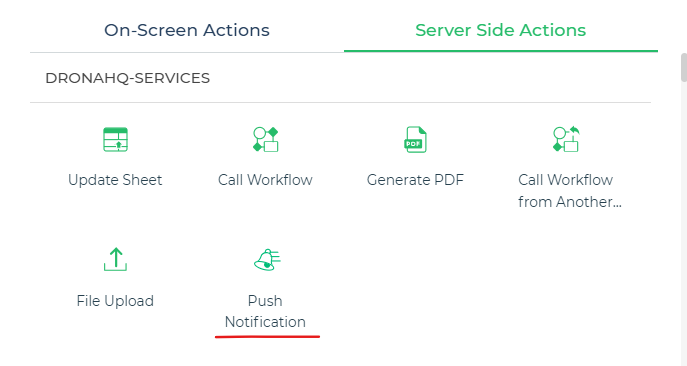 On-Screen Actions Server Side Actions
DRONAHQ-SERVICES
Update Sheet Call Workflow PDF Generate PDF Call Workflow
from Another...
File Upload Push
Notification